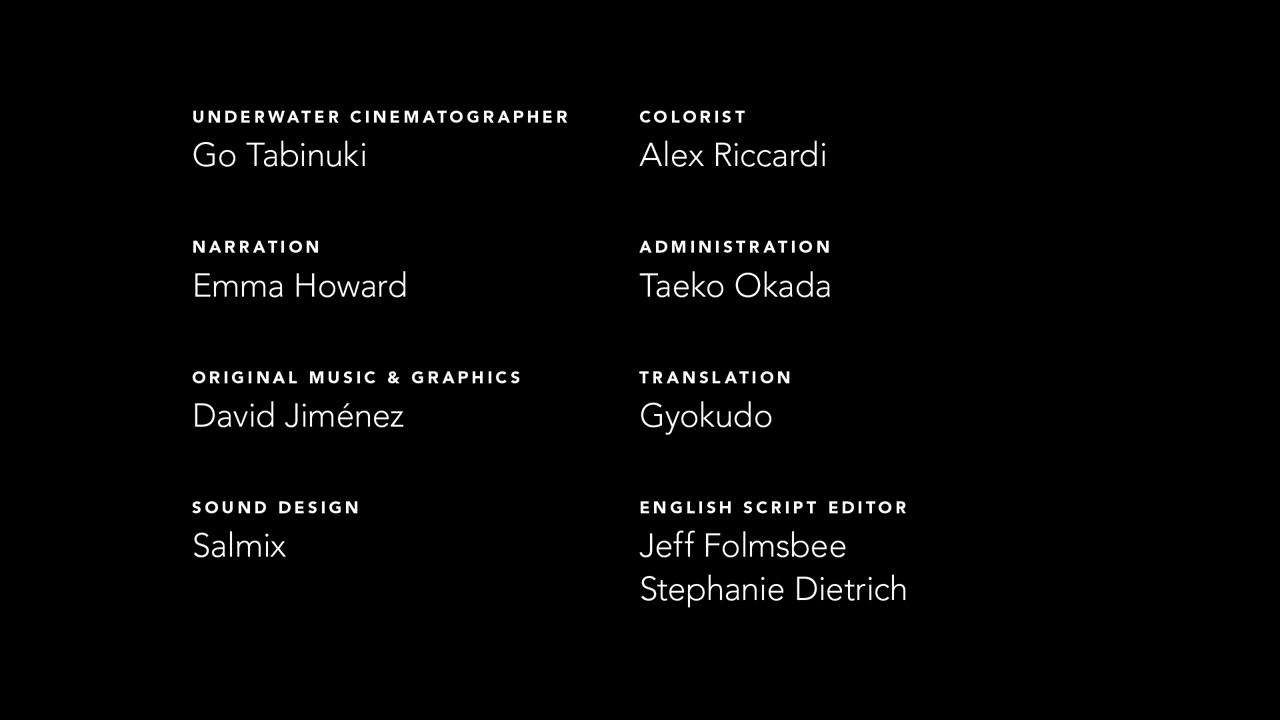 UNDERWATER CINEMATOGRAPHER
Go Tabinuki
NARRATION
Emma Howard
ORIGINAL MUSIC & GRAPHICS
David Jiménez
SOUND DESIGN
Salmix
COLORIST
Alex Riccardi
ADMINISTRATION
Taeko Okada
TRANSLATION
Gyokudo
ENGLISH SCRIPT EDITOR
Jeff Folmsbee
Stephanie Dietrich